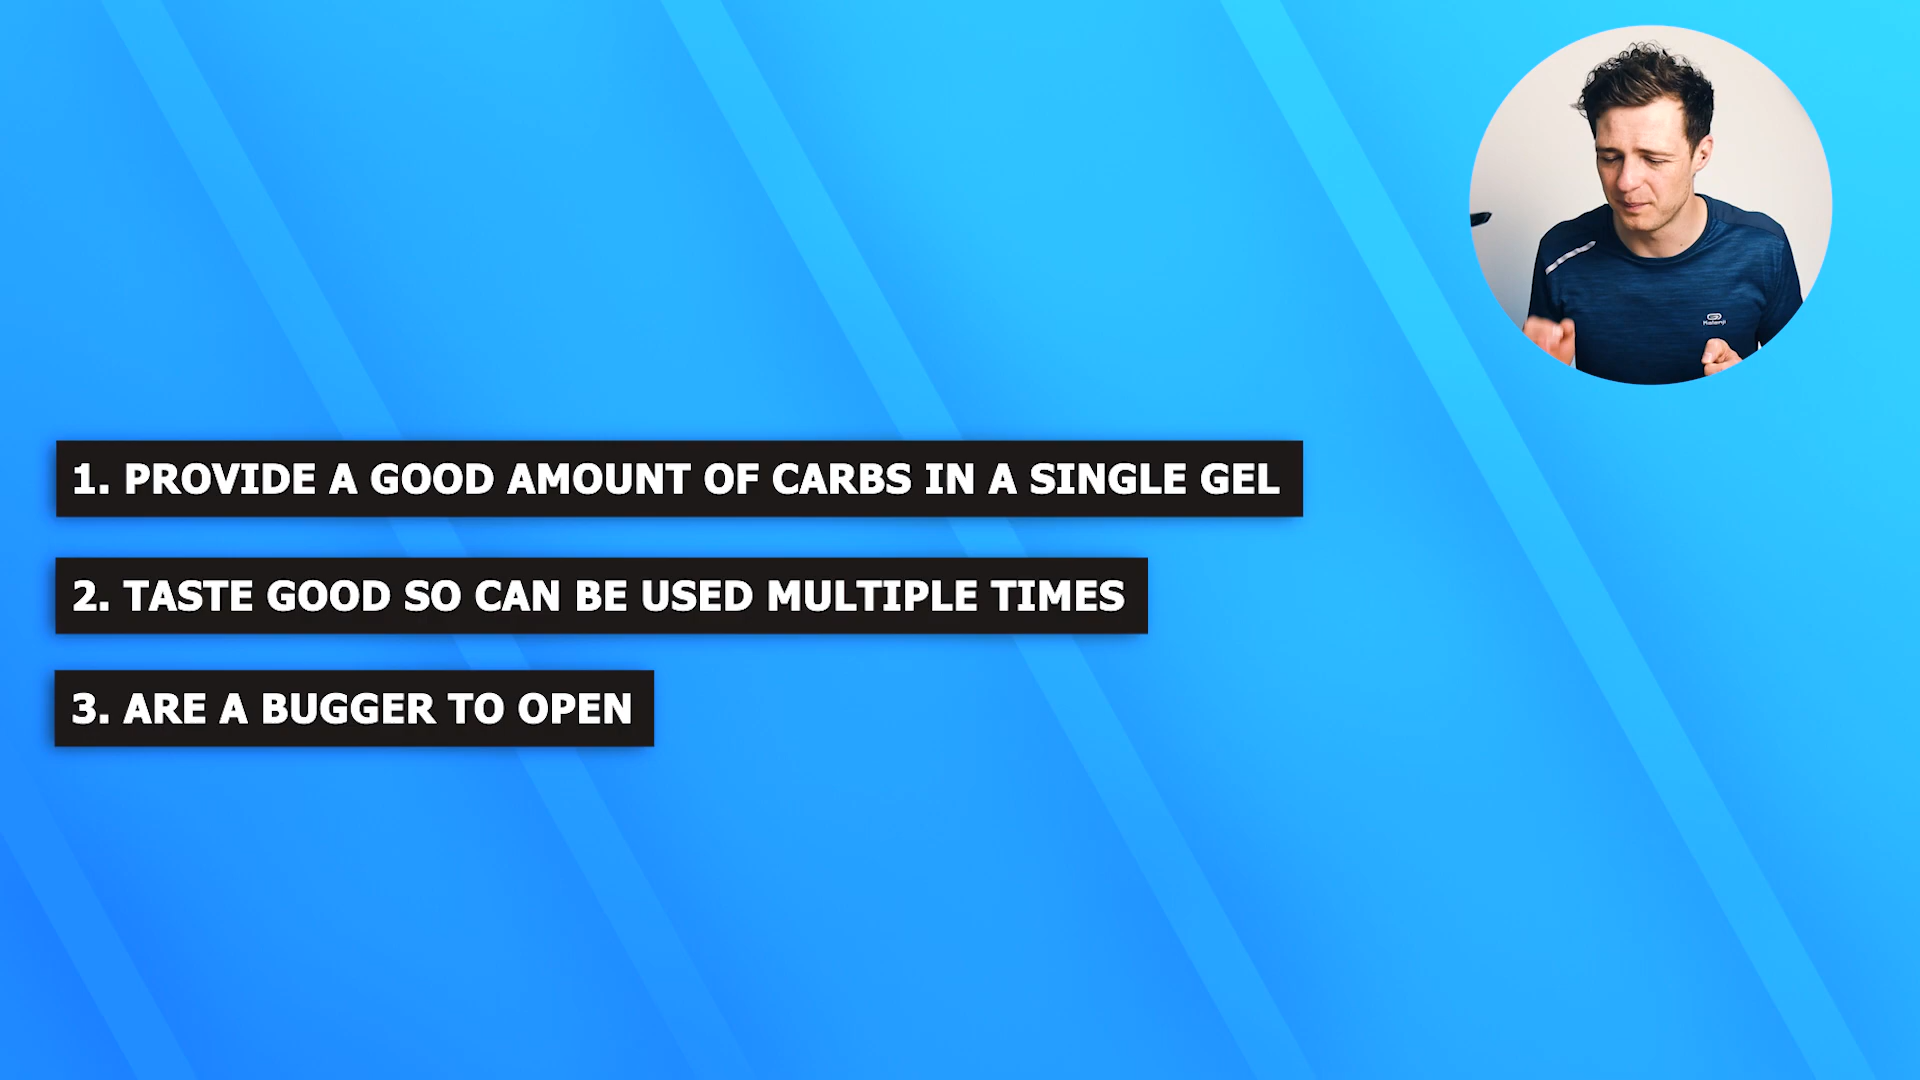 Kalenji
1. PROVIDE A GOOD AMOUNT OF CARBS IN A SINGLE GEL
2. TASTE GOOD SO CAN BE USED MULTIPLE TIMES
3. ARE A BUGGER TO OPEN